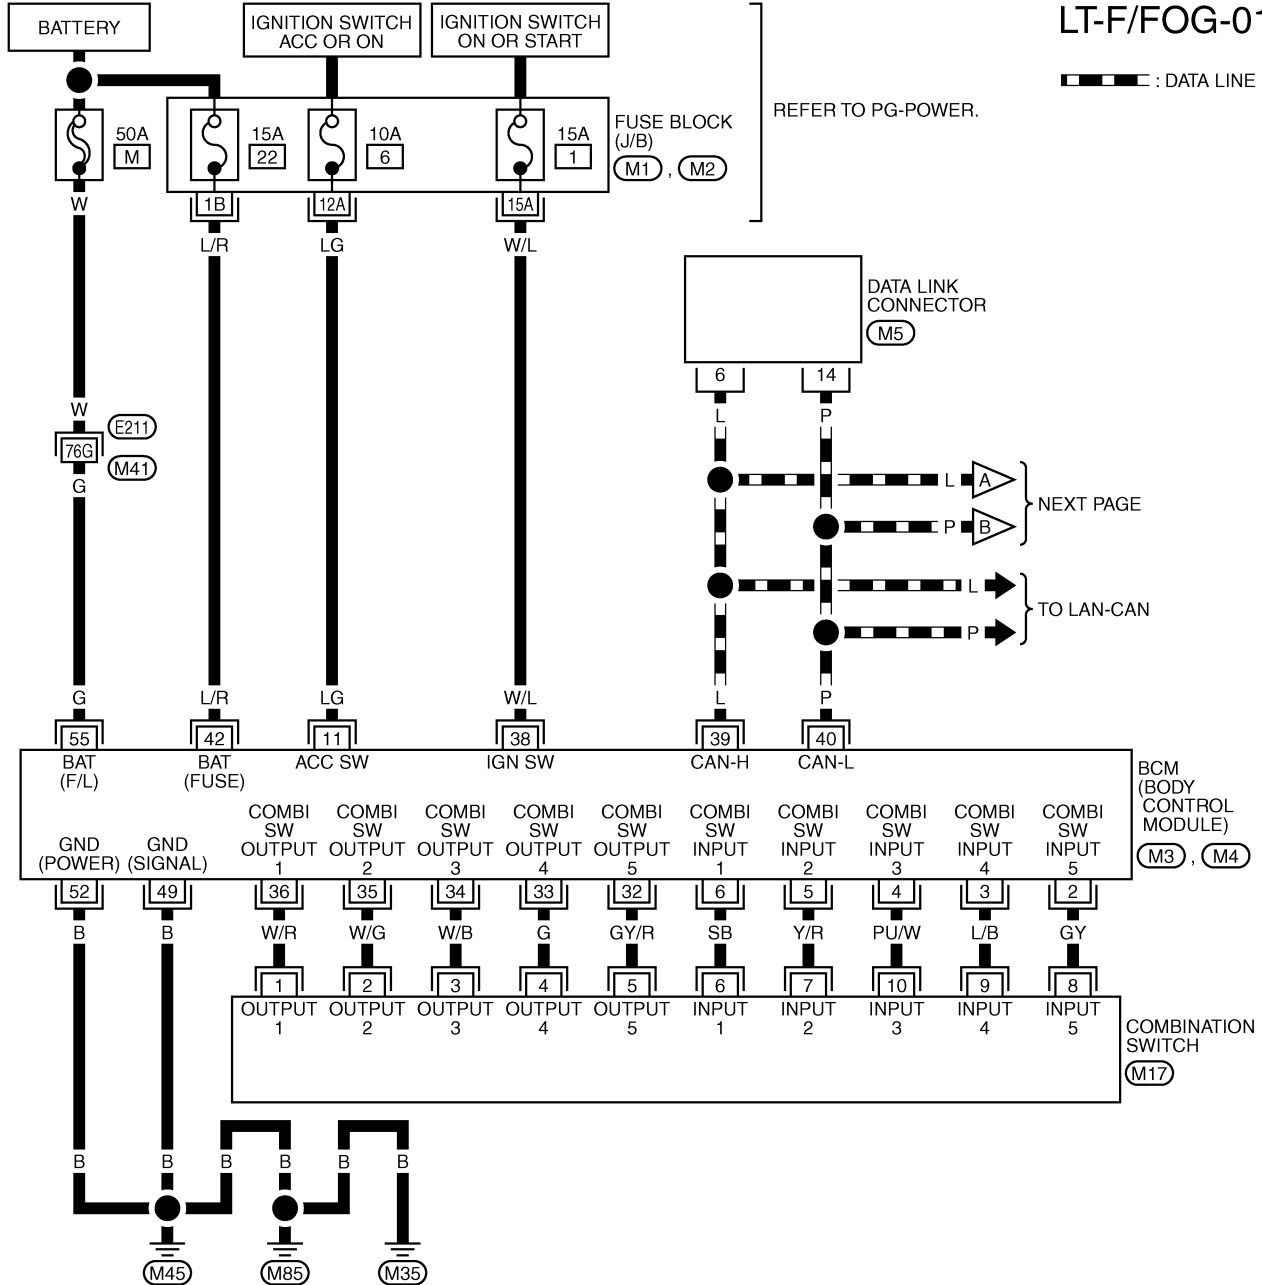 LT-F/FOG-01
: DATA LINE
BATTERY
IGNITION SWITCH
ACC OR ON
IGNITION SWITCH
ON OR START
REFER TO PG-POWER.
50A
M
15A
22
10A
6
15A
1
FUSE BLOCK
(J/B)
M1 , M2
W
1B
12A
15A
L/R
LG
W/L
DATA LINK
CONNECTOR
M5
6
14
L
P
W
E211
76G
M41
G
L
A
NEXT PAGE
P
B
L
TO LAN-CAN
P
G
L/R
LG
W/L
L
P
55
42
11
38
39
40
BAT
(F/L)
BAT
(FUSE)
ACC SW
IGN SW
CAN-H
CAN-L
BCM
(BODY
CONTROL
MODULE)
M3 , M4
GND
(POWER)
GND
(SIGNAL)
COMBI
SW
OUTPUT
1
COMBI
SW
OUTPUT
2
COMBI
SW
OUTPUT
3
COMBI
SW
OUTPUT
4
COMBI
SW
OUTPUT
5
COMBI
SW
INPUT
1
COMBI
SW
INPUT
2
COMBI
SW
INPUT
3
COMBI
SW
INPUT
4
COMBI
SW
INPUT
5
52
49
36
35
34
33
32
6
5
4
3
2
B
B
W/R
W/G
W/B
G
GY/R
SB
Y/R
PU/W
L/B
GY
1
2
3
4
5
6
7
10
9
8
OUTPUT
1
OUTPUT
2
OUTPUT
3
OUTPUT
4
OUTPUT
5
INPUT
1
INPUT
2
INPUT
3
INPUT
4
INPUT
5
COMBINATION
SWITCH
M17
B
B
B
B
B
B
M45
M85
M35